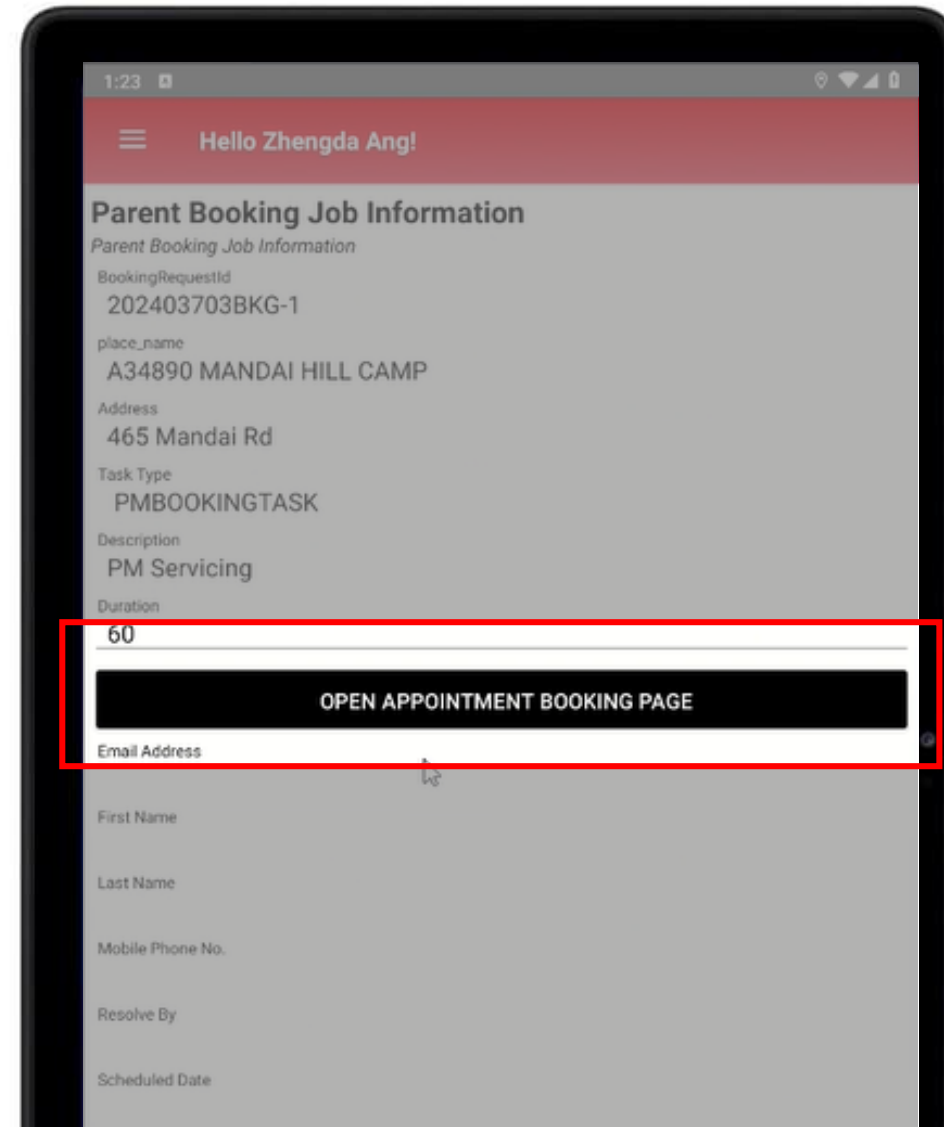 1:23
Hello Zhengda Ang!
Parent Booking Job Information
Parent Booking Job Information
BookingRequestId
202403703BKG-1
place_name
A34890 MANDAI HILL CAMP
Address
465 Mandai Rd
Task Type
PMBOOKINGTASK
Description
PM Servicing
Duration
60
OPEN APPOINTMENT BOOKING PAGE
Email Address
First Name
Last Name
Mobile Phone No.
Resolve By
Scheduled Date